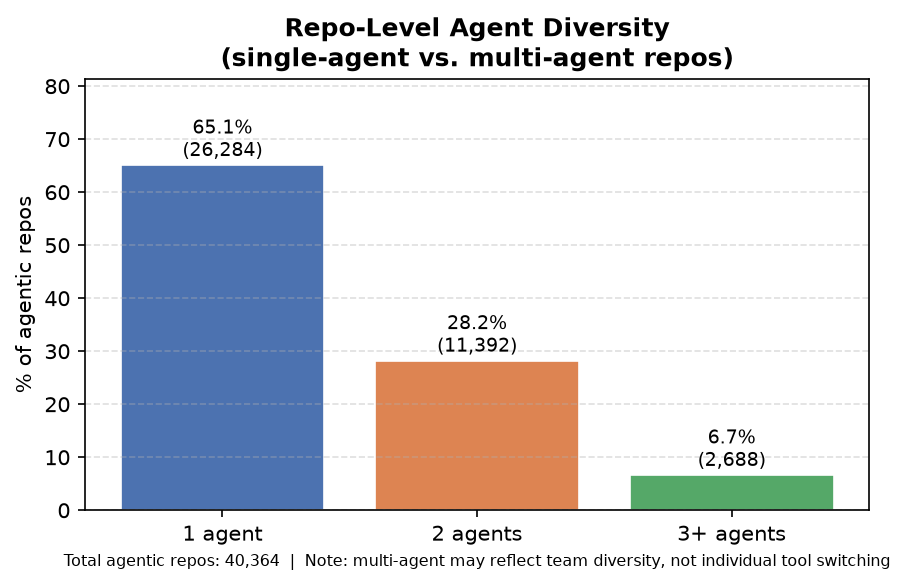 Repo-Level Agent Diversity
(single-agent vs. multi-agent repos)
% of agentic repos
80
70
60
50
40
30
20
10
0
65.1%
(26,284)
28.2%
(11,392)
6.7%
(2,688)
1 agent
2 agents
3+ agents
Total agentic repos: 40,364 | Note: multi-agent may reflect team diversity, not individual tool switching